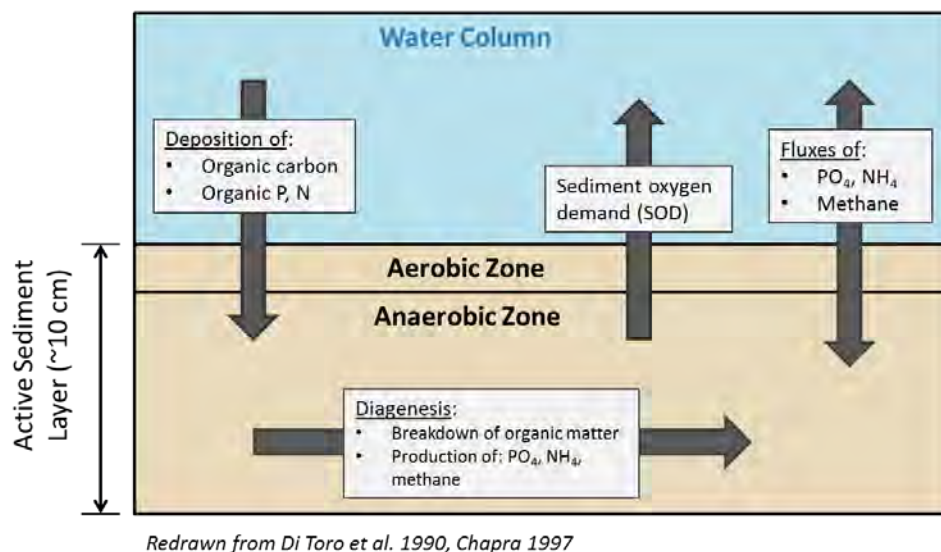 Water Column
Deposition of:
• Organic carbon
• Organic P, N
Sediment oxygen
demand (SOD)
Fluxes of:
• PO₄, NH₄
• Methane
Aerobic Zone
Anaerobic Zone
Active Sediment
Layer (~10 cm)
Diagenesis:
• Breakdown of organic matter
• Production of: PO₄, NH₄,
methane
Redrawn from Di Toro et al. 1990, Chapra 1997